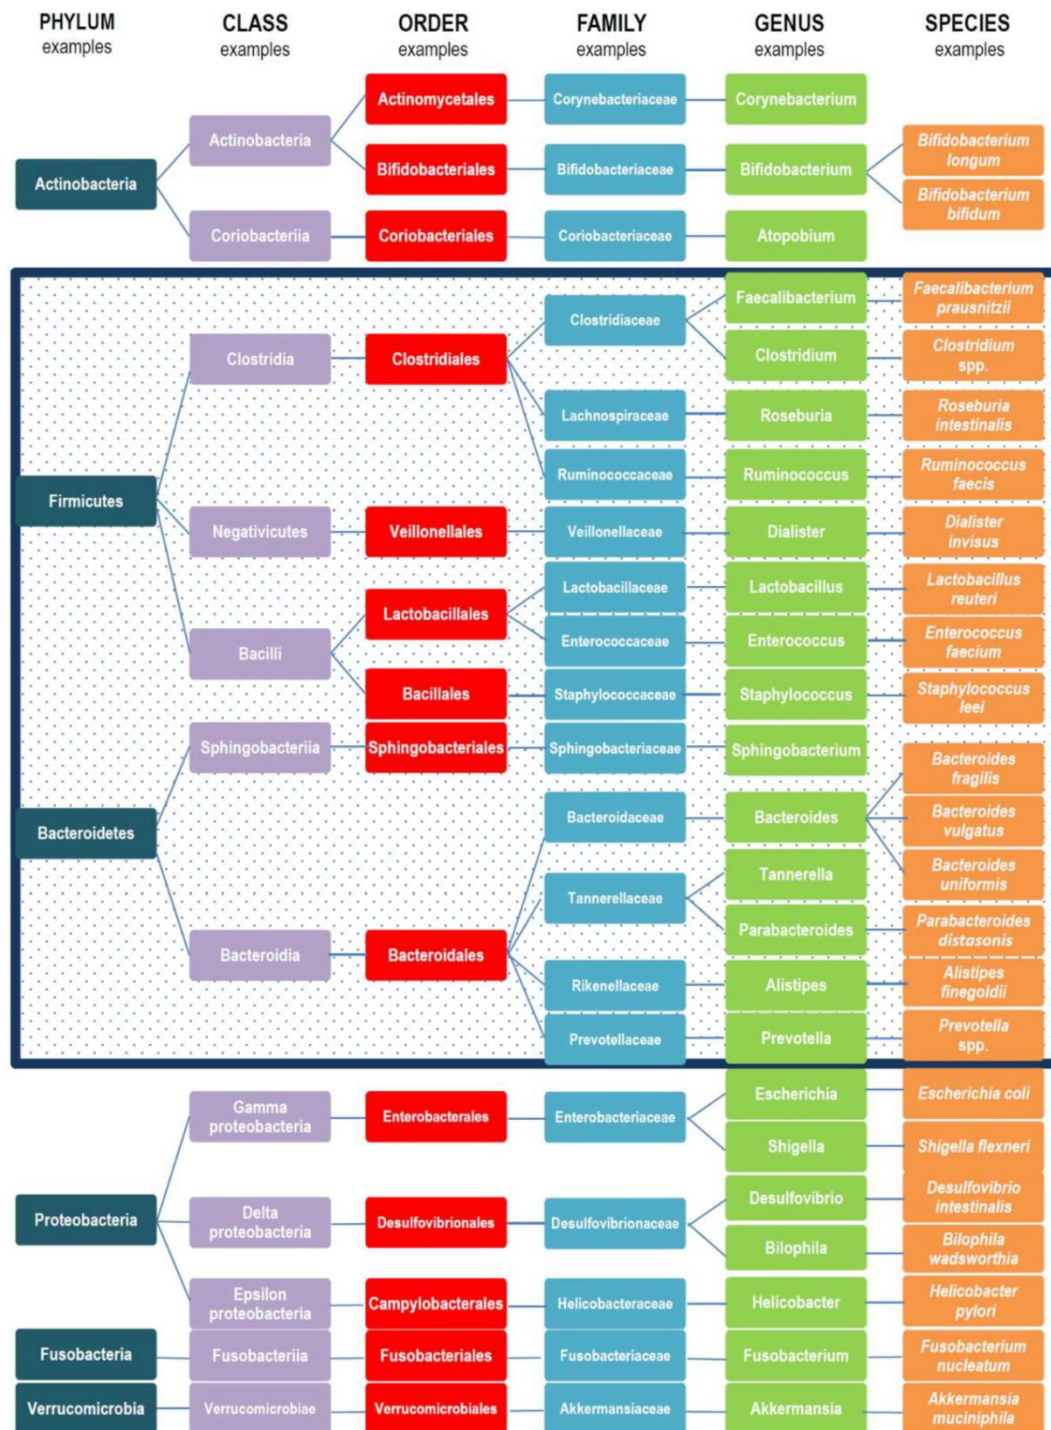 PHYLUM
examples
CLASS
examples
ORDER
examples
FAMILY
examples
GENUS
examples
SPECIES
examples
Actinobacteria
Actinobacteria
Actinomycetales
Corynebacteriaceae
Corynebacterium
Bifidobacteriales
Bifidobacteriaceae
Bifidobacterium
Bifidobacterium
longum
Bifidobacterium
bifidum
Coriobacteriia
Coriobacteriales
Coriobacteriaceae
Atopobium
Firmicutes
Clostridia
Clostridiales
Clostridiaceae
Faecalibacterium
Faecalibacterium
prausnitzii
Clostridium
Clostridium
spp.
Lachnospiraceae
Roseburia
Roseburia
intestinalis
Ruminococcaceae
Ruminococcus
Ruminococcus
faecis
Negativicutes
Veillonellales
Veillonellaceae
Dialister
Dialister
invisus
Bacilli
Lactobacillales
Lactobacillaceae
Lactobacillus
Lactobacillus
reuteri
Enterococcaceae
Enterococcus
Enterococcus
faecium
Bacillales
Staphylococcaceae
Staphylococcus
Staphylococcus
leei
Bacteroidetes
Sphingobacteriia
Sphingobacteriales
Sphingobacteriaceae
Sphingobacterium
Bacteroidia
Bacteroidales
Bacteroidaceae
Bacteroides
Bacteroides
fragilis
Bacteroides
vulgatus
Bacteroides
uniformis
Tannerellaceae
Tannerella
Parabacteroides
Parabacteroides
distasonis
Rikenellaceae
Alistipes
Alistipes
finegoldii
Prevotellaceae
Prevotella
Prevotella
spp.
Proteobacteria
Gamma
proteobacteria
Enterobacterales
Enterobacteriaceae
Escherichia
Escherichia coli
Shigella
Shigella flexneri
Delta
proteobacteria
Desulfovibrionales
Desulfovibrionaceae
Desulfovibrio
Desulfovibrio
intestinalis
Bilophila
Bilophila
wadsworthia
Epsilon
proteobacteria
Campylobacterales
Helicobacteraceae
Helicobacter
Helicobacter
pylori
Fusobacteria
Fusobacteriia
Fusobacteriales
Fusobacteriaceae
Fusobacterium
Fusobacterium
nucleatum
Verrucomicrobia
Verrucomicrobiae
Verrucomicrobiales
Akkermansiaceae
Akkermansia
Akkermansia
muciniphila